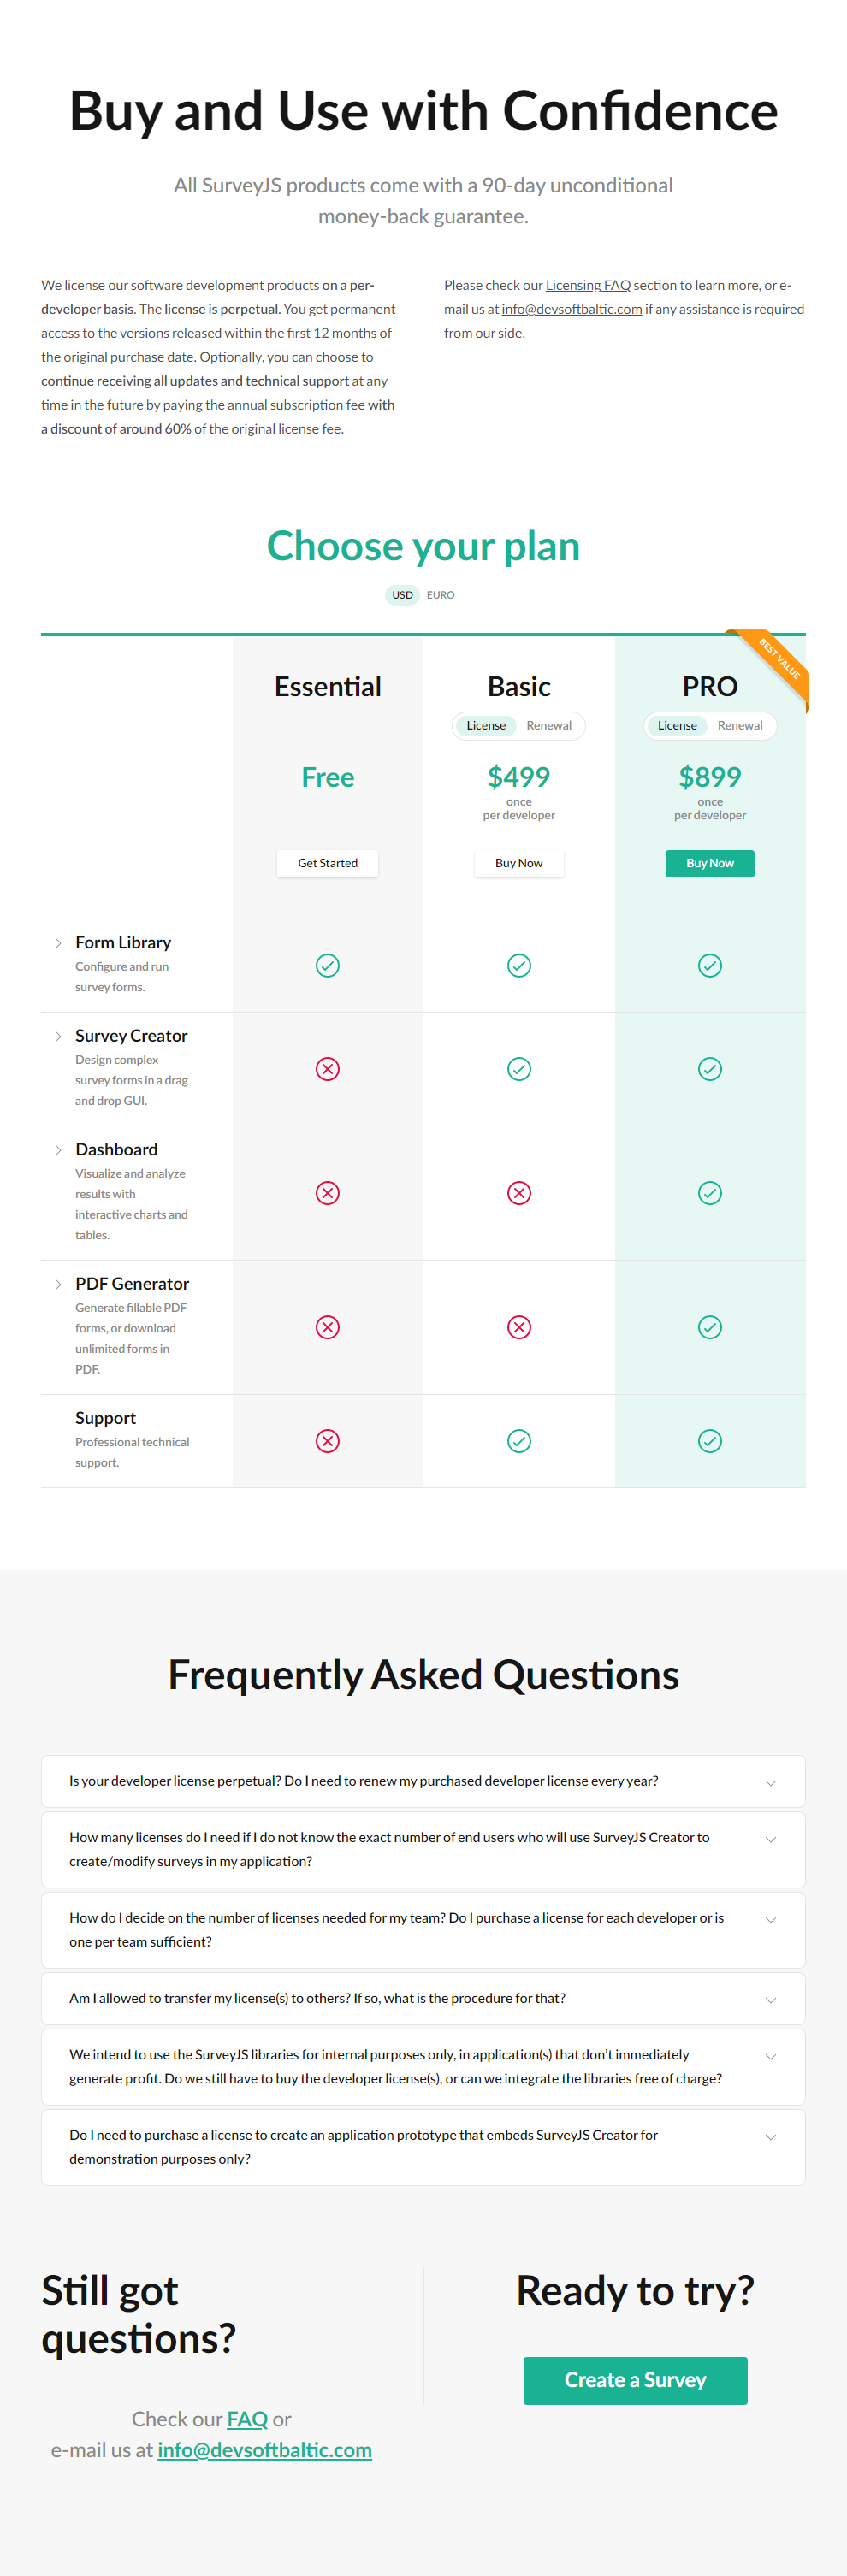 Buy and Use with Confidence
All SurveyJS products come with a 90-day unconditional
money-back guarantee.
We license our software development products on a per-
developer basis. The license is perpetual. You get permanent
access to the versions released within the first 12 months of
the original purchase date. Optionally, you can choose to
continue receiving all updates and technical support at any
time in the future by paying the annual subscription fee with
a discount of around 60% of the original license fee.
Please check our Licensing FAQ section to learn more, or e-
mail us at info@devsoftbaltic.com if any assistance is required
from our side.
Choose your plan
USD EURO
BEST VALUE
Essential
Free
Get Started
Basic
License Renewal
$499
once
per developer
Buy Now
PRO
License Renewal
$899
once
per developer
Buy Now
Form Library
Configure and run
survey forms.
Survey Creator
Design complex
survey forms in a drag
and drop GUI.
Dashboard
Visualize and analyze
results with
interactive charts and
tables.
PDF Generator
Generate fillable PDF
forms, or download
unlimited forms in
PDF.
Support
Professional technical
support.
Frequently Asked Questions
Is your developer license perpetual? Do I need to renew my purchased developer license every year?
How many licenses do I need if I do not know the exact number of end users who will use SurveyJS Creator to
create/modify surveys in my application?
How do I decide on the number of licenses needed for my team? Do I purchase a license for each developer or is
one per team sufficient?
Am I allowed to transfer my license(s) to others? If so, what is the procedure for that?
We intend to use the SurveyJS libraries for internal purposes only, in application(s) that don’t immediately
generate profit. Do we still have to buy the developer license(s), or can we integrate the libraries free of charge?
Do I need to purchase a license to create an application prototype that embeds SurveyJS Creator for
demonstration purposes only?
Still got
questions?
Check our FAQ or
e-mail us at info@devsoftbaltic.com
Ready to try?
Create a Survey